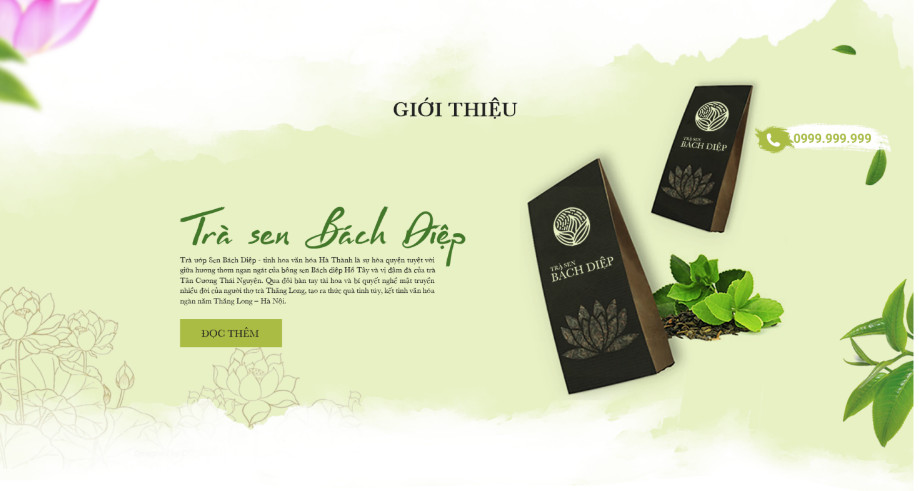 GIỚI THIỆU
0999.999.999
TRÀ SEN
BÁCH DIỆP
Trà sen Bách Diệp
Trà ướp Sen Bách Diệp - tinh hoa văn hóa Hà Thành là sự hòa quyện tuyệt vời
giữa hương thơm ngan ngát của bông sen Bách diệp Hồ Tây và vị đậm đà của trà
Tân Cương Thái Nguyên. Qua đôi bàn tay tài hoa và bí quyết nghệ mật truyền
nhiều đời của người thợ trà Thăng Long, tạo ra thức quà tinh túy, kết tinh văn hóa
ngàn năm Thăng Long – Hà Nội.
TRÀ SEN
BÁCH DIỆP
ĐỌC THÊM